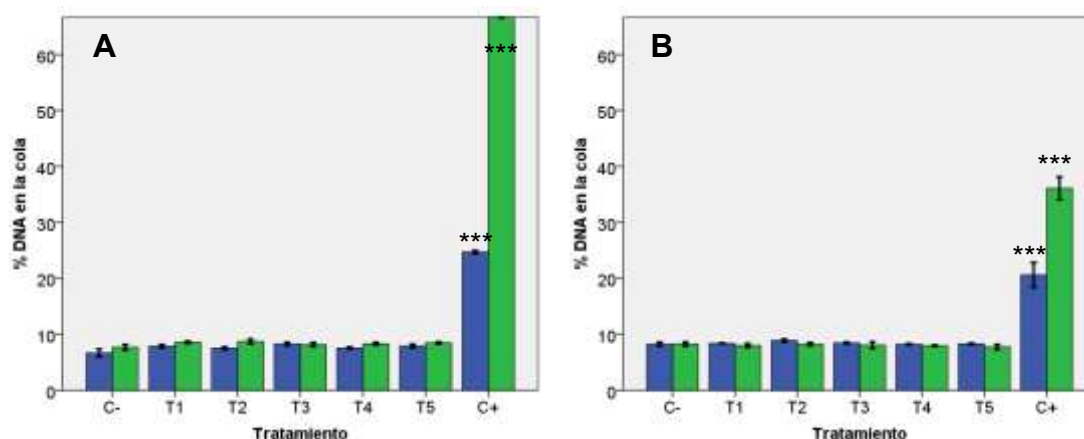 A
B
% DNA en la cola
60
50
40
30
20
10
0
***
***
C- T1 T2 T3 T4 T5 C+
Tratamiento
% DNA en la cola
60
50
40
30
20
10
0
***
***
C- T1 T2 T3 T4 T5 C+
Tratamiento